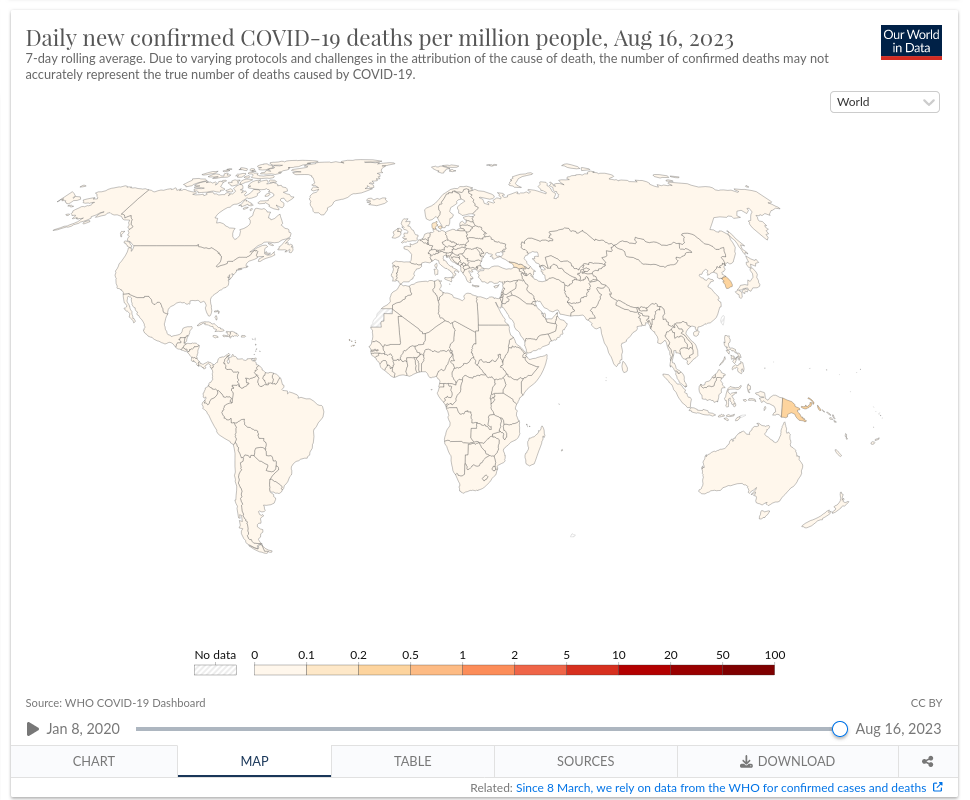 Daily new confirmed COVID-19 deaths per million people, Aug 16, 2023
Our World
in Data
7-day rolling average. Due to varying protocols and challenges in the attribution of the cause of death, the number of confirmed deaths may not
accurately represent the true number of deaths caused by COVID-19.
World
No data 0 0.1 0.2 0.5 1 2 5 10 20 50 100
Source: WHO COVID-19 Dashboard CC BY
Jan 8, 2020 Aug 16, 2023
CHART MAP TABLE SOURCES DOWNLOAD
Related: Since 8 March, we rely on data from the WHO for confirmed cases and deaths